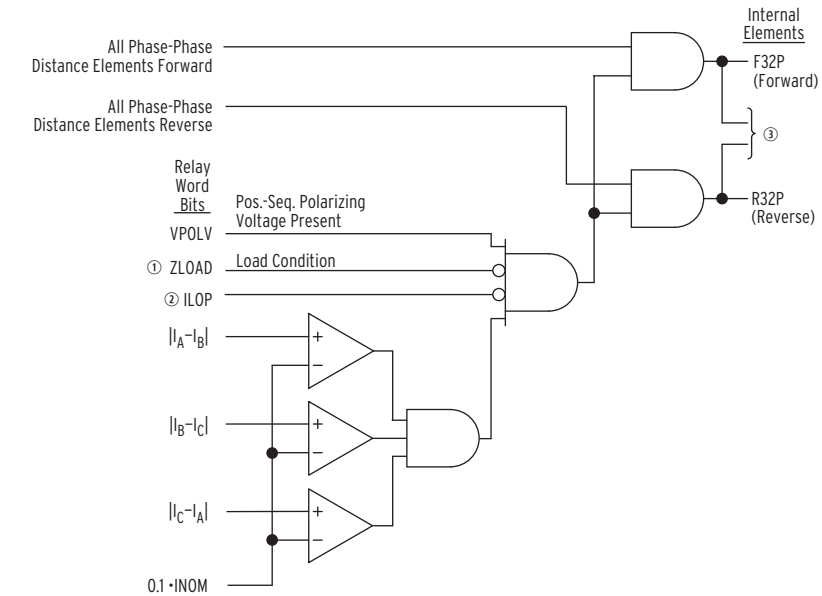 Internal
Elements
All Phase-Phase
Distance Elements Forward
F32P
(Forward)
All Phase-Phase
Distance Elements Reverse
③
Relay
Word
Bits
Pos.-Seq. Polarizing
Voltage Present
R32P
(Reverse)
VPOLV
① ZLOAD
Load Condition
② ILOP
|IA–IB|
+
–
|IB–IC|
+
–
|IC–IA|
+
–
0.1 •INOM